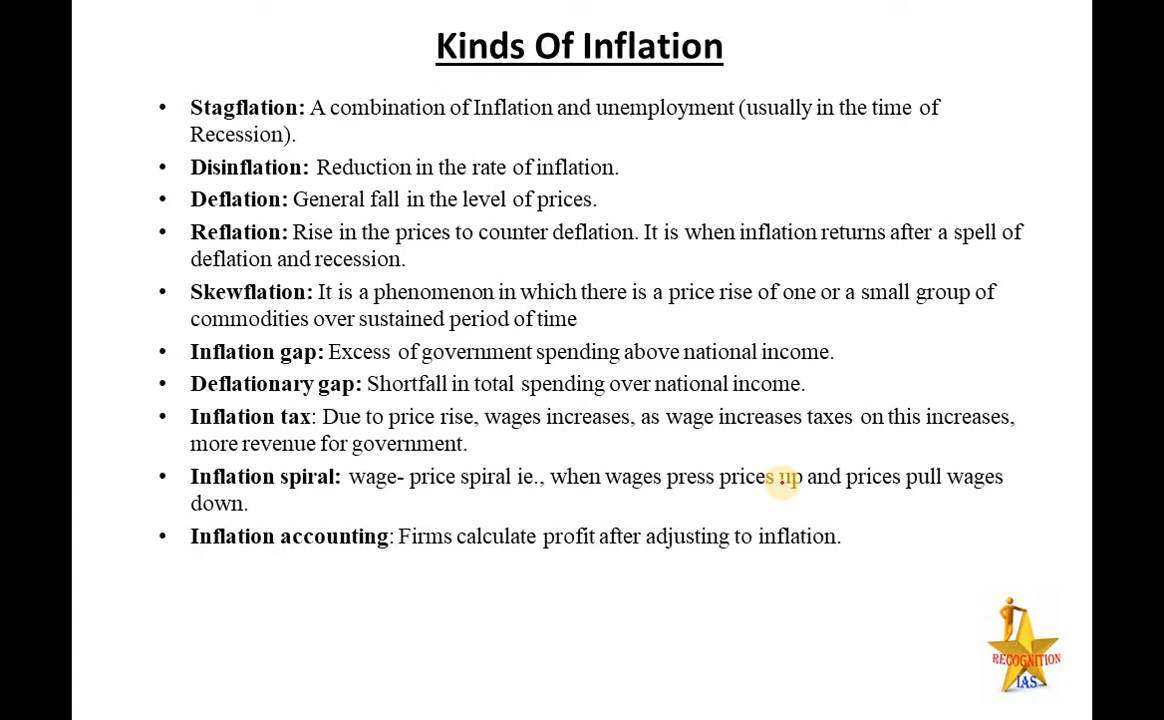 Kinds Of Inflation
• Stagflation: A combination of Inflation and unemployment (usually in the time of
Recession).
• Disinflation: Reduction in the rate of inflation.
• Deflation: General fall in the level of prices.
• Reflation: Rise in the prices to counter deflation. It is when inflation returns after a spell of
deflation and recession.
• Skewflation: It is a phenomenon in which there is a price rise of one or a small group of
commodities over sustained period of time
• Inflation gap: Excess of government spending above national income.
• Deflationary gap: Shortfall in total spending over national income.
• Inflation tax: Due to price rise, wages increases, as wage increases taxes on this increases,
more revenue for government.
• Inflation spiral: wage- price spiral ie., when wages press prices up and prices pull wages
down.
• Inflation accounting: Firms calculate profit after adjusting to inflation.
RECOGNITION
IAS